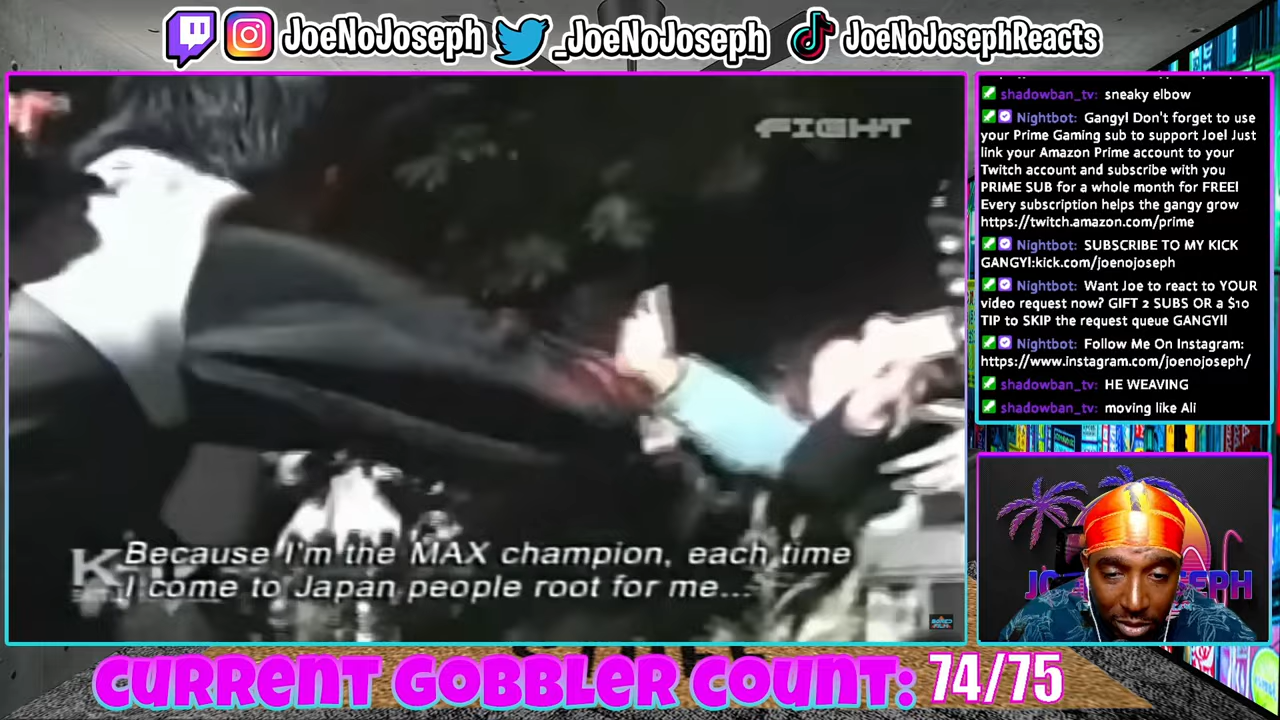 JoeNoJoseph
_JoeNoJoseph
JoeNoJosephReacts
FIGHT
Because I'm the MAX champion, each time
I come to Japan people root for me...
shadowban_tv: sneaky elbow
Nightbot: Gangy! Don't forget to use
your Prime Gaming sub to support Joe! Just
link your Amazon Prime account to your
Twitch account and subscribe with you
PRIME SUB for a whole month for FREE!
Every subscription helps the gangy grow
https://twitch.amazon.com/prime
Nightbot: SUBSCRIBE TO MY KICK
GANGY!:kick.com/joenojoseph
Nightbot: Want Joe to react to YOUR
video request now? GIFT 2 SUBS OR a $10
TIP to SKIP the request queue GANGY!!
Nightbot: Follow Me On Instagram:
https://www.instagram.com/joenojoseph/
shadowban_tv: HE WEAVING
shadowban_tv: moving like Ali
CURRENT GOBBLER COUNT: 74/75